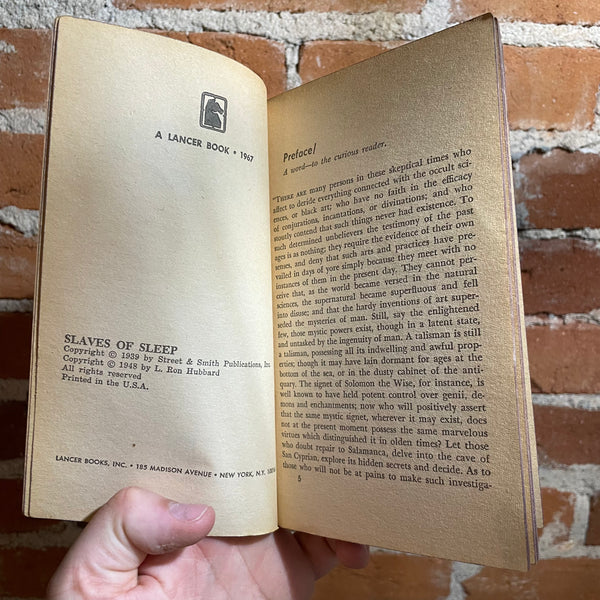 A LANCER BOOK • 1967
SLAVES OF SLEEP
Copyright © 1939 by Street & Smith Publications, Inc
Copyright © 1948 by L. Ron Hubbard
All rights reserved
Printed in the U.S.A.
LANCER BOOKS, INC. • 185 MADISON AVENUE • NEW YORK, N.Y.
Preface/
A word—to the curious reader.
"THERE ARE many persons in these skeptical times who
affect to deride everything connected with the occult sci-
ences, or black art; who have no faith in the efficacy
of conjurations, incantations, or divinations; and who
stoutly contend that such things never had existence. To
such determined unbelievers the testimony of the past
ages is as nothing; they require the evidence of their own
senses, and deny that such arts and practices have pre-
vailed in days of yore simply because they meet with no
instances of them in the present day. They cannot per-
ceive that, as the world became versed in the natural
sciences, the supernatural became superfluous and fell
into disuse; and that the hardy inventions of art super-
seded the mysteries of man. Still, say the enlightened
few, those mystic powers exist, though in a latent state,
and untasked by the ingenuity of man. A talisman is still
a talisman, possessing all its indwelling and awful prop-
erties; though it may have lain dormant for ages at the
bottom of the sea, or in the dusty cabinet of the anti-
quary. The signet of Solomon the Wise, for instance, is
well known to have held potent control over genii, de-
mons and enchantments; now who will positively assert
that the same mystic signet, wherever it may exist, does
not at the present moment possess the same marvelous
virtues which distinguished it in olden times? Let those
who doubt repair to Salamanca, delve into the cave of
San Cyprian, explore its hidden secrets and decide. As to
those who will not be at pains to make such investiga-
5